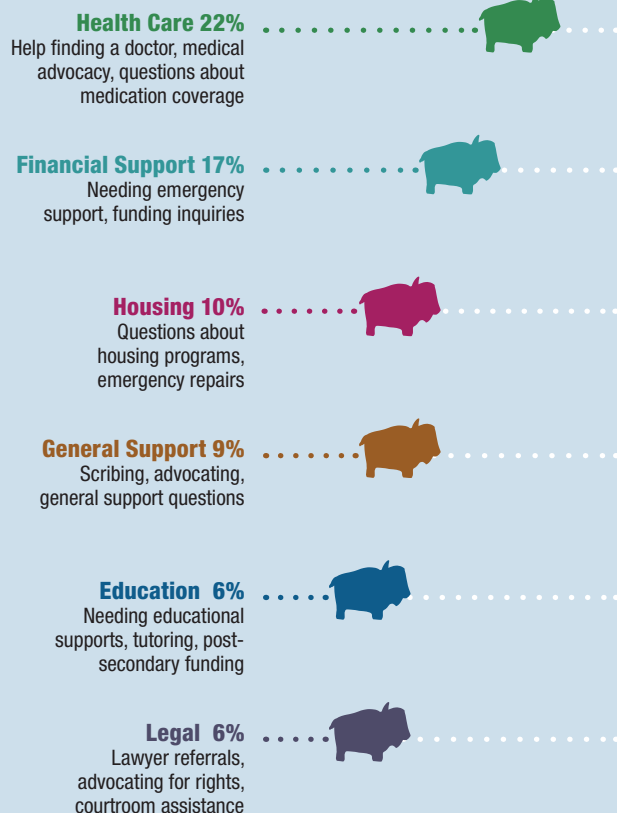 Health Care 22%
Help finding a doctor, medical
advocacy, questions about
medication coverage
Financial Support 17%
Needing emergency
support, funding inquiries
Housing 10%
Questions about
housing programs,
emergency repairs
General Support 9%
Scribing, advocating,
general support questions
Education 6%
Needing educational
supports, tutoring, post-
secondary funding
Legal 6%
Lawyer referrals,
advocating for rights,
courtroom assistance